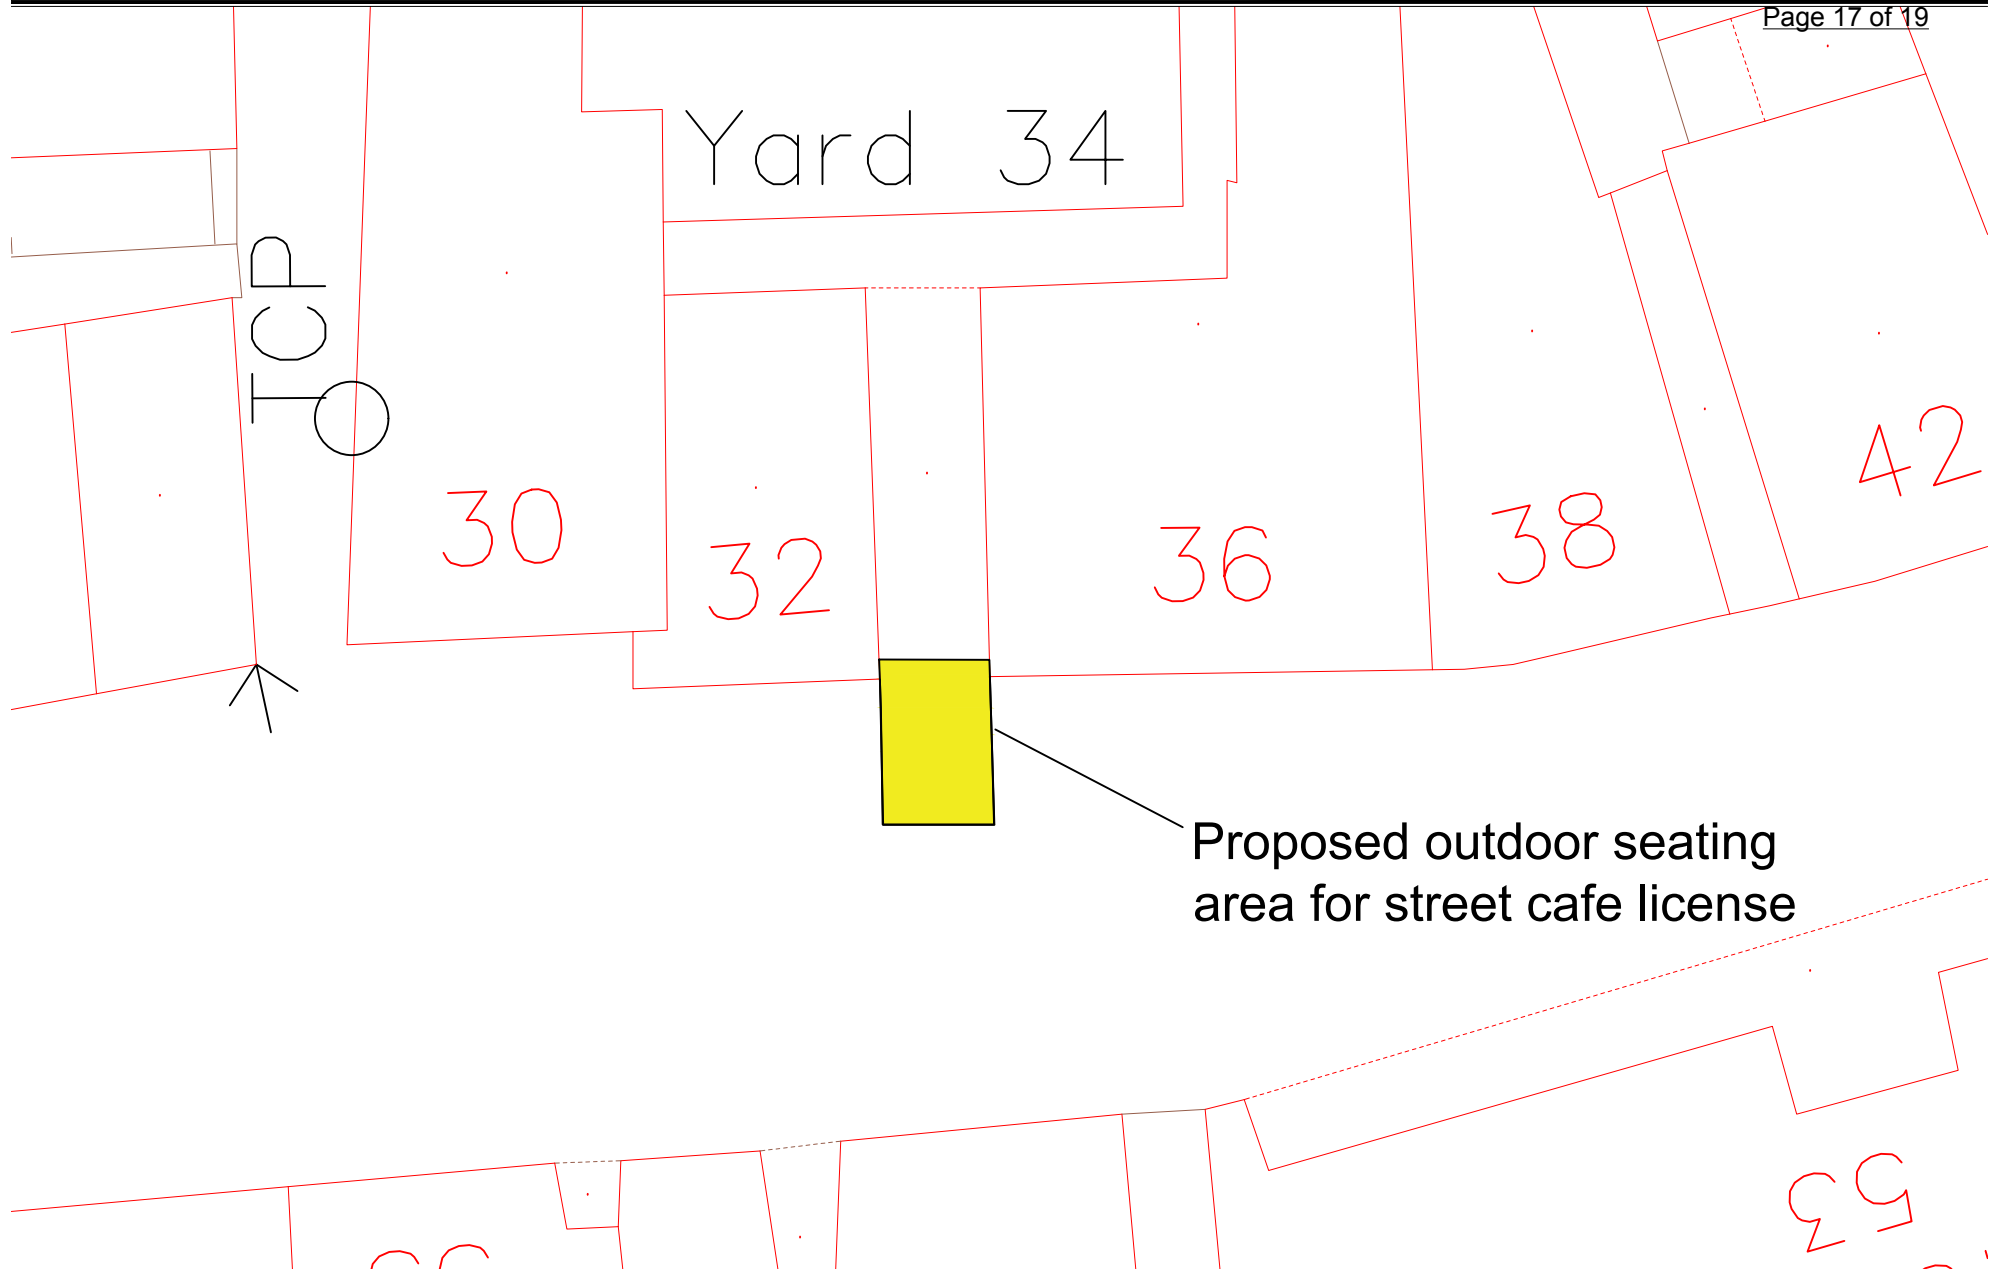 Page 17 of 19
Yard 34
TCP
30
32
36
38
42
Proposed outdoor seating
area for street cafe license
53